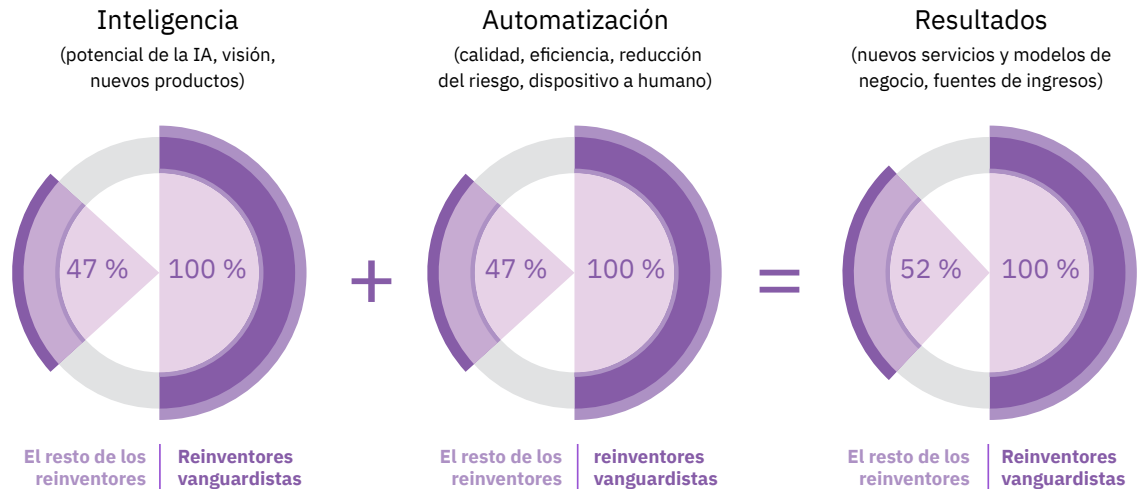 Inteligencia
(potencial de la IA, visión,
nuevos productos)
Automatización
(calidad, eficiencia, reducción
del riesgo, dispositivo a humano)
Resultados
(nuevos servicios y modelos de
negocio, fuentes de ingresos)
47 %
100 %
+
47 %
100 %
=
52 %
100 %
El resto de los
reinventores
Reinventores
vanguardistas
El resto de los
reinventores
reinventores
vanguardistas
El resto de los
reinventores
Reinventores
vanguardistas